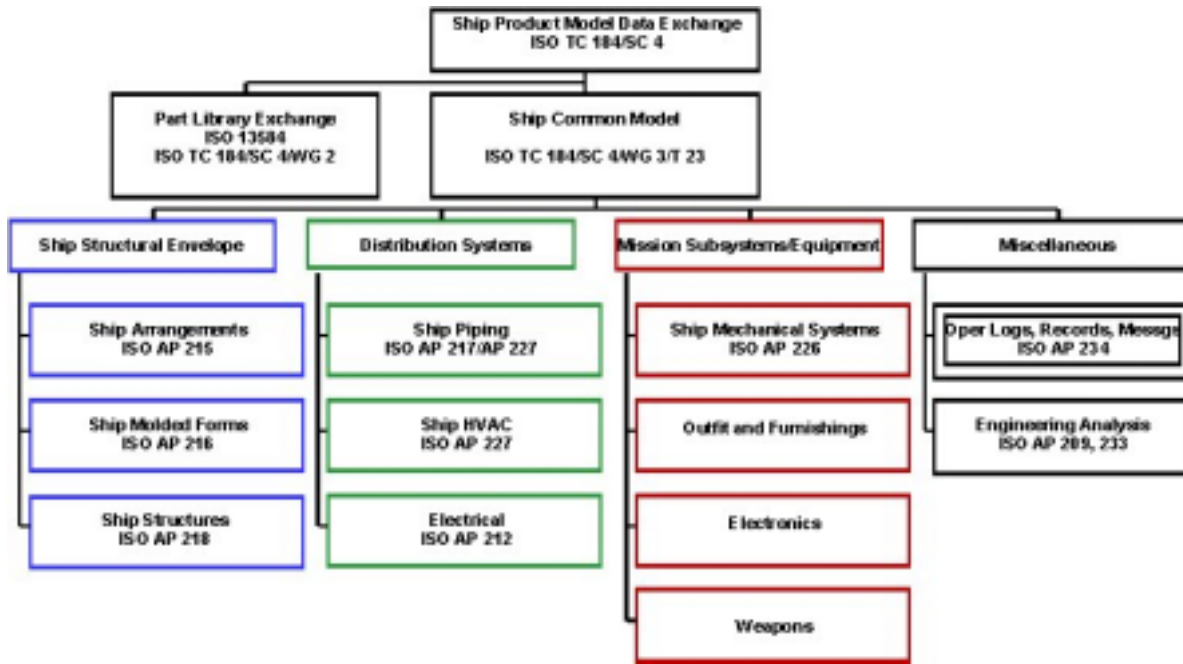 Ship Product Model Data Exchange
ISO TC 184/SC 4
Part Library Exchange
ISO 13584
ISO TC 184/SC 4/WG 2
Ship Common Model
ISO TC 184/SC 4/WG 3/T 23
Ship Structural Envelope
Distribution Systems
Mission Subsystems/Equipment
Miscellaneous
Ship Arrangements
ISO AP 215
Ship Piping
ISO AP 217/AP 227
Ship Mechanical Systems
ISO AP 226
Oper Logs, Records, Messge
ISO AP 234
Ship Molded Forms
ISO AP 216
Ship HVAC
ISO AP 227
Outfit and Furnishings
Engineering Analysis
ISO AP 209, 233
Ship Structures
ISO AP 218
Electrical
ISO AP 212
Electronics
Weapons